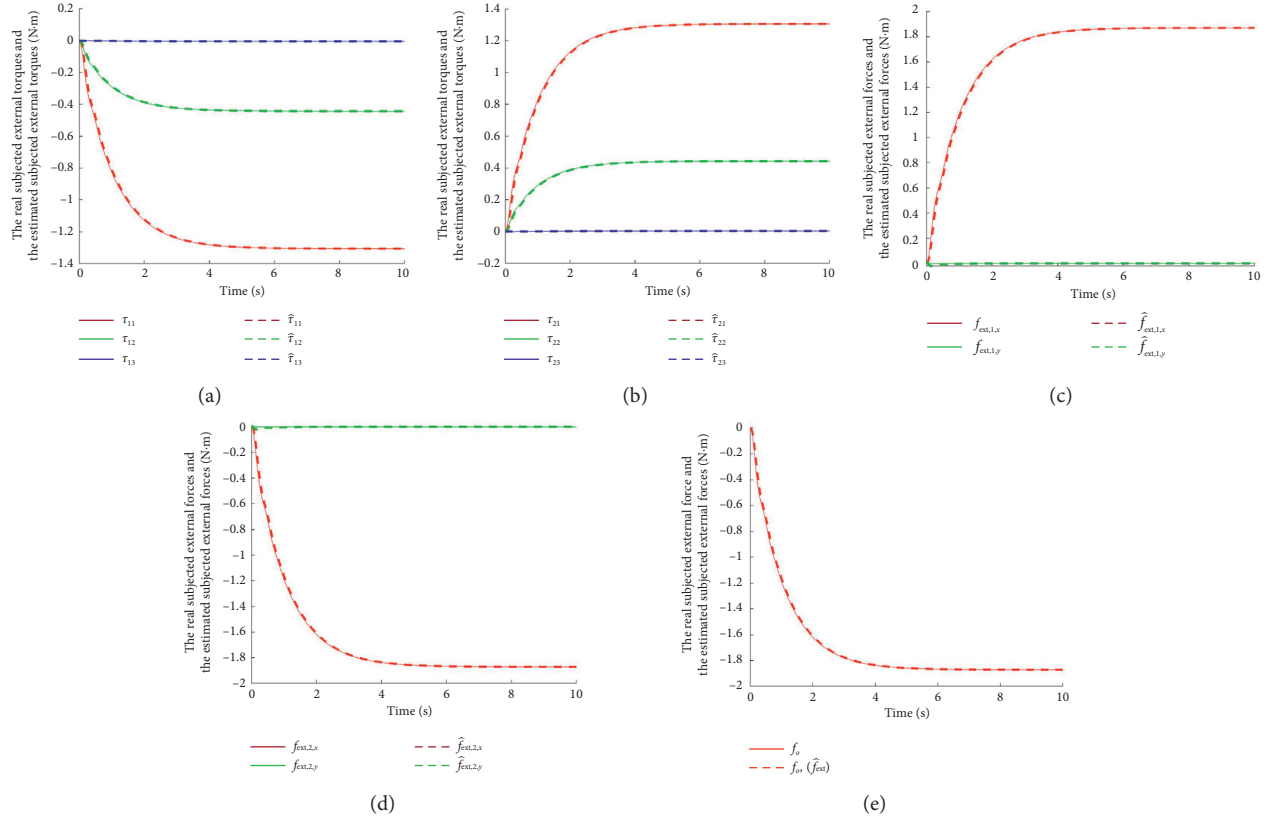 The real subjected external torques and
the estimated subjected external torques (N·m)
0.2
0
−0.2
−0.4
−0.6
−0.8
−1
−1.2
−1.4
0 2 4 6 8 10
Time (s)
τ11 τ̂11
τ12 τ̂12
τ13 τ̂13
(a)
The real subjected external torques and
the estimated subjected external torques (N·m)
1.4
1.2
1
0.8
0.6
0.4
0.2
0
−0.2
0 2 4 6 8 10
Time (s)
τ21 τ̂21
τ22 τ̂22
τ23 τ̂23
(b)
The real subjected external forces and
the estimated subjected external forces (N·m)
2
1.8
1.6
1.4
1.2
1
0.8
0.6
0.4
0.2
0
0 2 4 6 8 10
Time (s)
fext,1,x f̂ext,1,x
fext,1,y f̂ext,1,y
(c)
The real subjected external forces and
the estimated subjected external forces (N·m)
0
−0.2
−0.4
−0.6
−0.8
−1
−1.2
−1.4
−1.6
−1.8
−2
0 2 4 6 8 10
Time (s)
fext,2,x f̂ext,2,x
fext,2,y f̂ext,2,y
(d)
The real subjected external force and
the estimated subjected external forces (N·m)
0
−0.2
−0.4
−0.6
−0.8
−1
−1.2
−1.4
−1.6
−1.8
−2
0 2 4 6 8 10
Time (s)
fo
fo, (f̂ext)
(e)